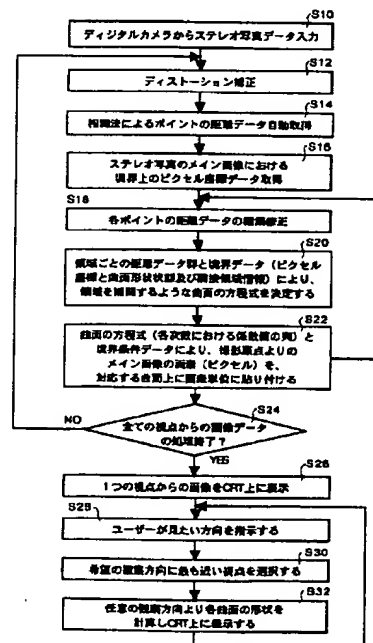 S10
ディジタルカメラからステレオ写真データ入力
S12
ディストーション補正
S14
相関法によるポイントの距離データ自動取得
S16
ステレオ写真のメイン画像における
境界上のピクセル座標データ取得
S18
各ポイントの距離データの編集修正
S20
領域ごとの距離データ群と境界データ（ピクセル
座標と曲面形状状態及び隣接領域情報）により、
領域を補間するような曲面の方程式を決定する
S22
曲面の方程式（各次数における係数値の列）と
境界条件データにより、撮影原点よりの
メイン画像の画素（ピクセル）を、
対応する曲面上に画素単位に貼り付ける
S24
全ての視点からの画像データ
の処理終了？
NO
YES
S26
1つの視点からの画像をCRT上に表示
S28
ユーザーが見たい方向を指示する
S30
希望の観察方向に最も近い視点を選択する
S32
任意の観察方向より各曲面の形状を
計算しCRT上に表示する